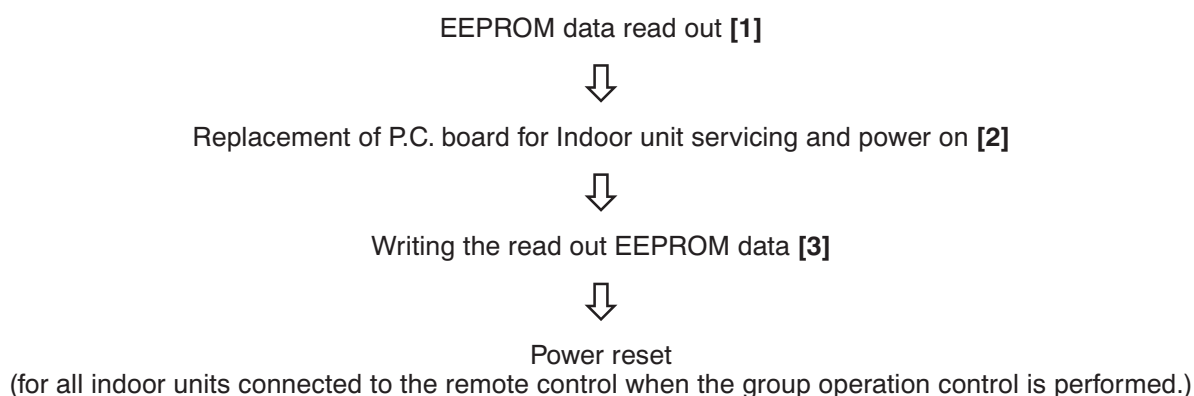 EEPROM data read out [1]
Replacement of P.C. board for Indoor unit servicing and power on [2]
Writing the read out EEPROM data [3]
Power reset
(for all indoor units connected to the remote control when the group operation control is performed.)